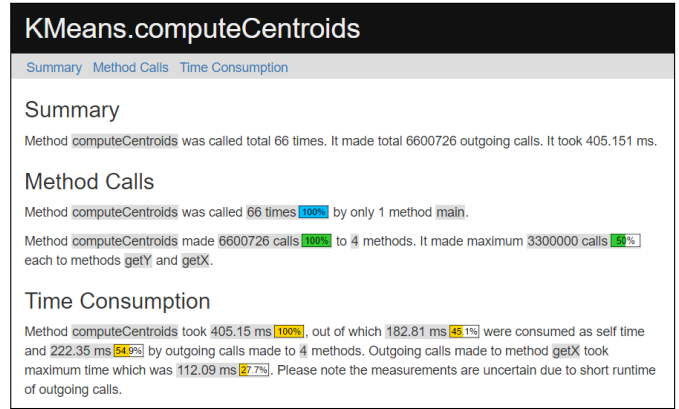 KMeans.computeCentroids
Summary Method Calls Time Consumption
Summary
Method computeCentroids was called total 66 times. It made total 6600726 outgoing calls. It took 405.151 ms.
Method Calls
Method computeCentroids was called 66 times 100% by only 1 method main.
Method computeCentroids made 6600726 calls 100% to 4 methods. It made maximum 3300000 calls 50%
each to methods getY and getX.
Time Consumption
Method computeCentroids took 405.15 ms 100%, out of which 182.81 ms 45.1% were consumed as self time
and 222.35 ms 54.9% by outgoing calls made to 4 methods. Outgoing calls made to method getX took
maximum time which was 112.09 ms 27.7%. Please note the measurements are uncertain due to short runtime
of outgoing calls.